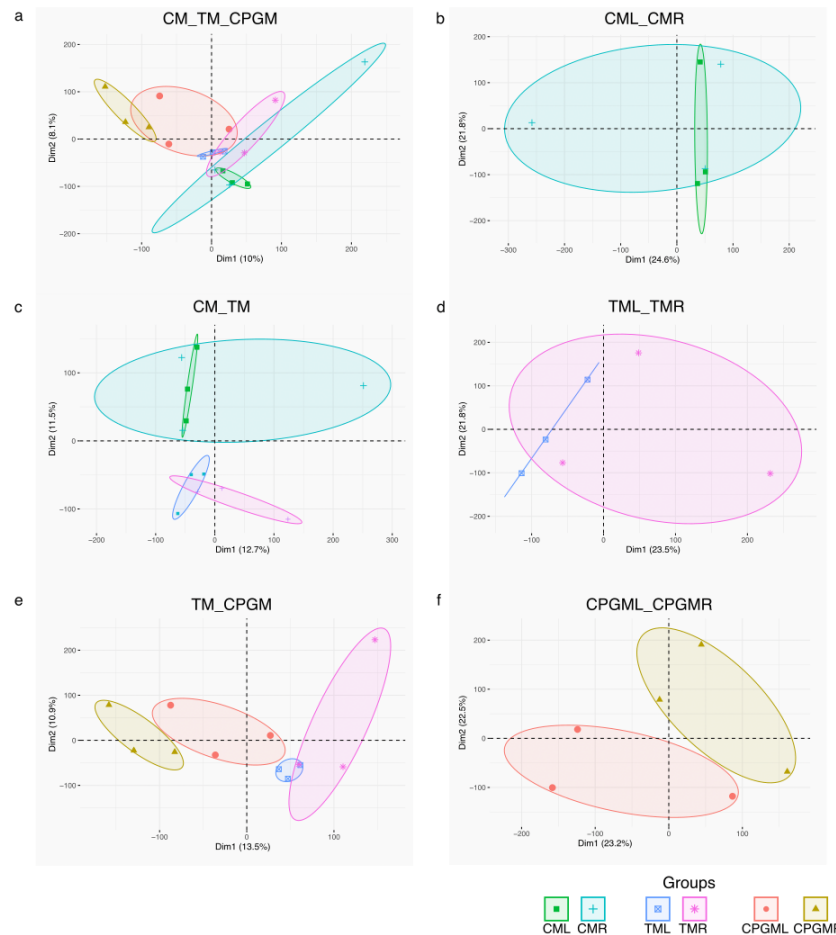 a
CM_TM_CPGM
200
100
0
−100
−200
−100
0
100
200
Dim2 (8.1%)
Dim1 (10%)
b
CML_CMR
200
100
0
−100
−200
−300
−200
−100
0
100
200
Dim2 (21.8%)
Dim1 (24.6%)
c
CM_TM
100
0
−100
−200
−100
0
100
200
300
Dim2 (11.5%)
Dim1 (12.7%)
d
TML_TMR
200
100
0
−100
−200
−100
0
100
200
Dim2 (21.8%)
Dim1 (23.5%)
e
TM_CPGM
200
100
0
−100
−100
0
100
Dim2 (10.9%)
Dim1 (13.5%)
f
CPGML_CPGMR
200
100
0
−100
−200
−100
0
100
Dim2 (22.5%)
Dim1 (23.2%)
Groups
CML CMR TML TMR CPGML